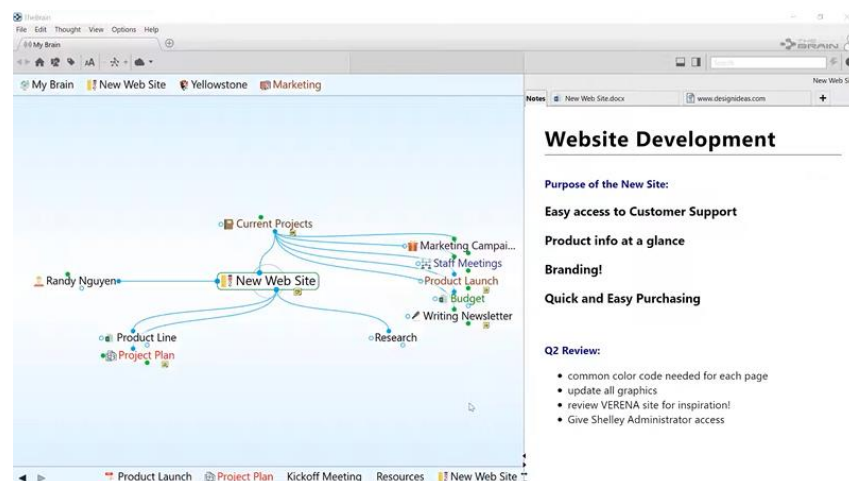 TheBrain
File Edit Thought View Options Help
My Brain
THE
BRAIN
Search
My Brain New Web Site Yellowstone Marketing
New Web S
Notes New Web Site.docx www.designideas.com +
Website Development
Purpose of the New Site:
Easy access to Customer Support
Product info at a glance
Branding!
Quick and Easy Purchasing
Q2 Review:
common color code needed for each page
update all graphics
review VERENA site for inspiration!
Give Shelley Administrator access
Current Projects
Marketing Campai...
Staff Meetings
Randy Nguyen
New Web Site
Product Launch
Budget
Writing Newsletter
Product Line
Research
Project Plan
Product Launch Project Plan Kickoff Meeting Resources New Web Site